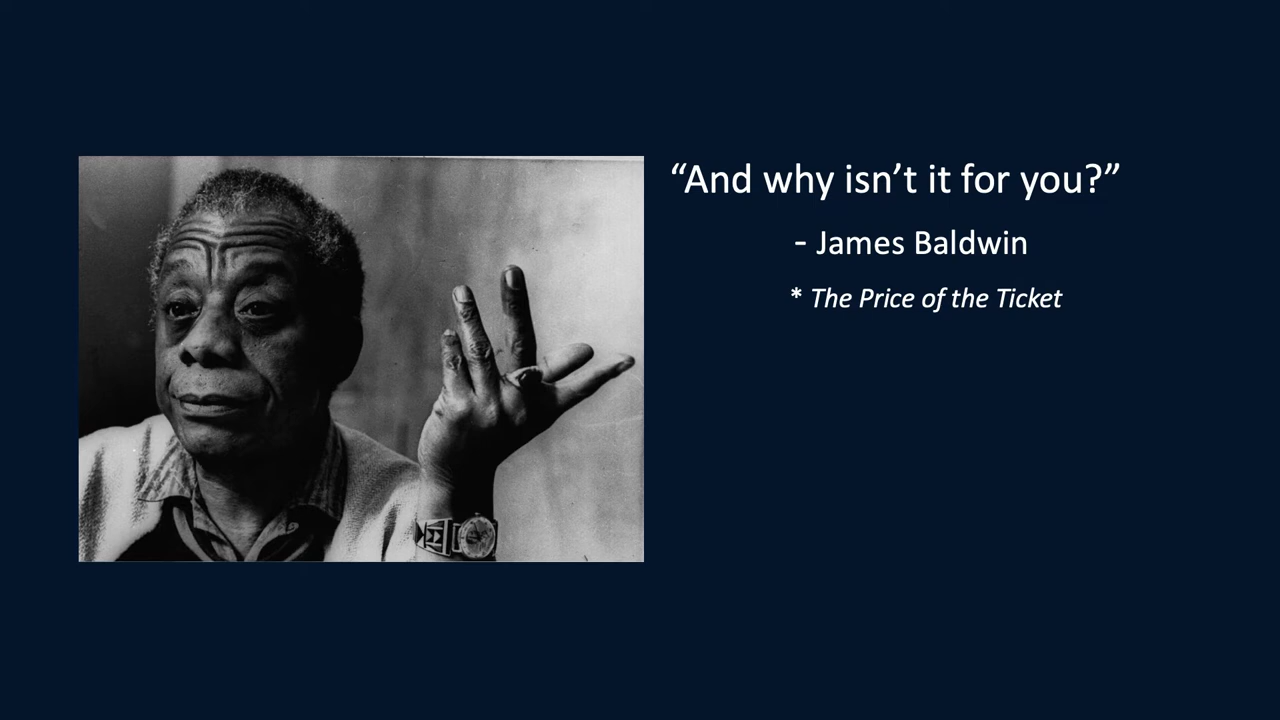 “And why isn’t it for you?”
- James Baldwin
* The Price of the Ticket